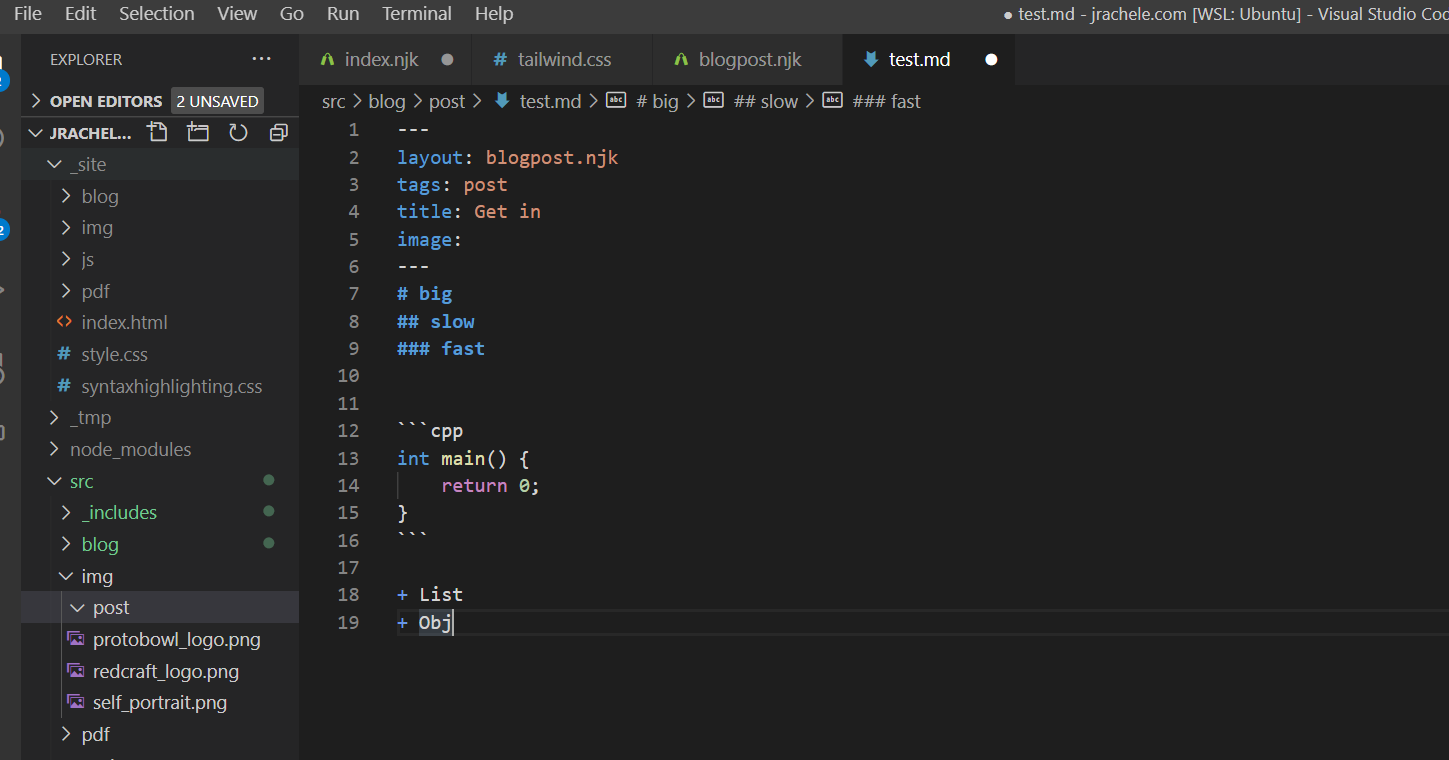 File Edit Selection View Go Run Terminal Help
● test.md - jrachele.com [WSL: Ubuntu] - Visual Studio Coc
EXPLORER ...
index.njk
# tailwind.css
blogpost.njk
test.md
OPEN EDITORS 2 UNSAVED
src > blog > post > test.md > # big > ## slow > ### fast
JRACHEL...
_site
blog
img
js
pdf
index.html
# style.css
# syntaxhighlighting.css
_tmp
node_modules
src
_includes
blog
img
post
protobowl_logo.png
redcraft_logo.png
self_portrait.png
pdf
1 ---
2 layout: blogpost.njk
3 tags: post
4 title: Get in
5 image:
6 ---
7 # big
8 ## slow
9 ### fast
10
11
12 ```cpp
13 int main() {
14     return 0;
15 }
16 ```
17
18 + List
19 + Obj